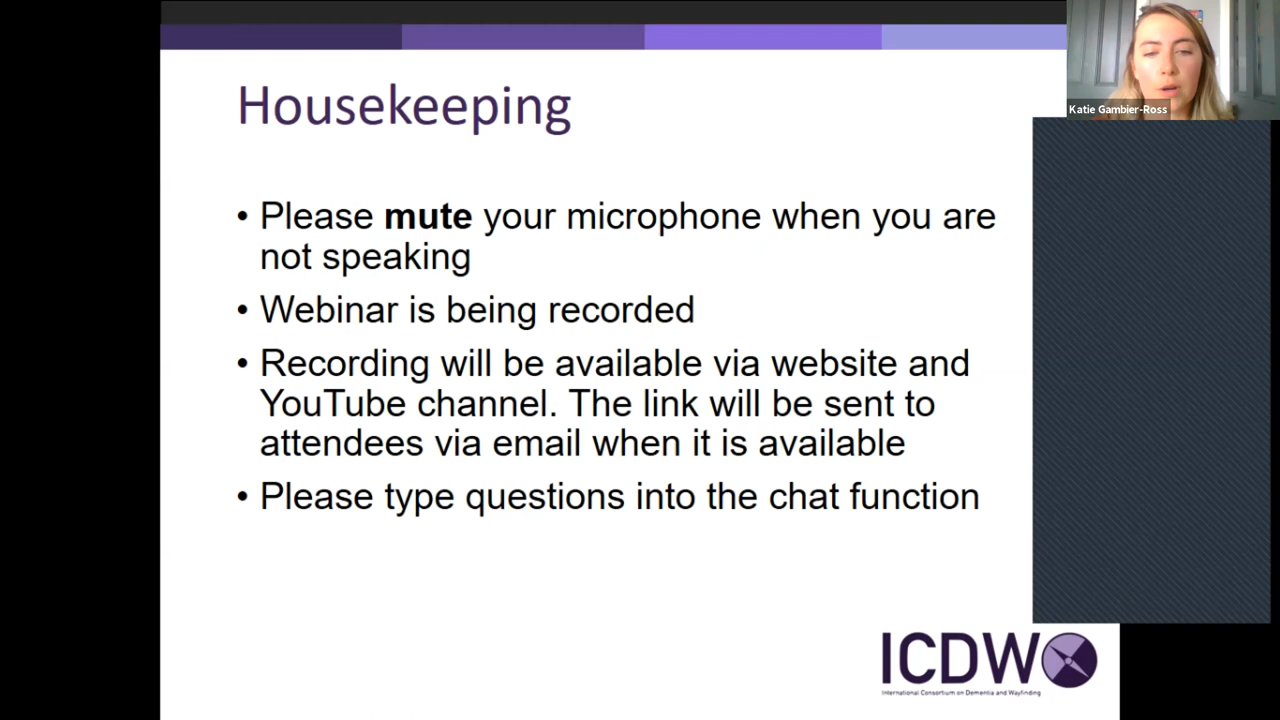 Housekeeping
Katie Gambier-Ross
• Please mute your microphone when you are
not speaking
• Webinar is being recorded
• Recording will be available via website and
YouTube channel. The link will be sent to
attendees via email when it is available
• Please type questions into the chat function
ICDW
International Consortium on Dementia and Wayfinding